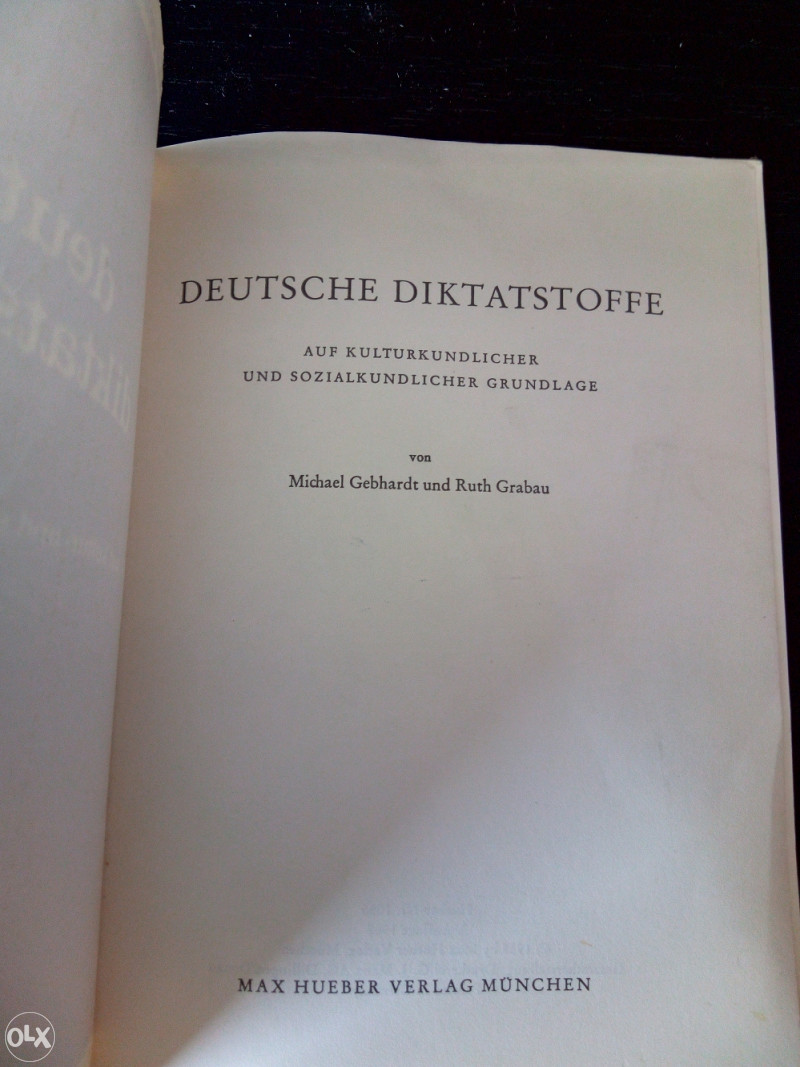 DEUTSCHE DIKTATSTOFFE
AUF KULTURKUNDLICHER
UND SOZIALKUNDLICHER GRUNDLAGE
von
Michael Gebhardt und Ruth Grabau
MAX HUEBER VERLAG MÜNCHEN
OLX